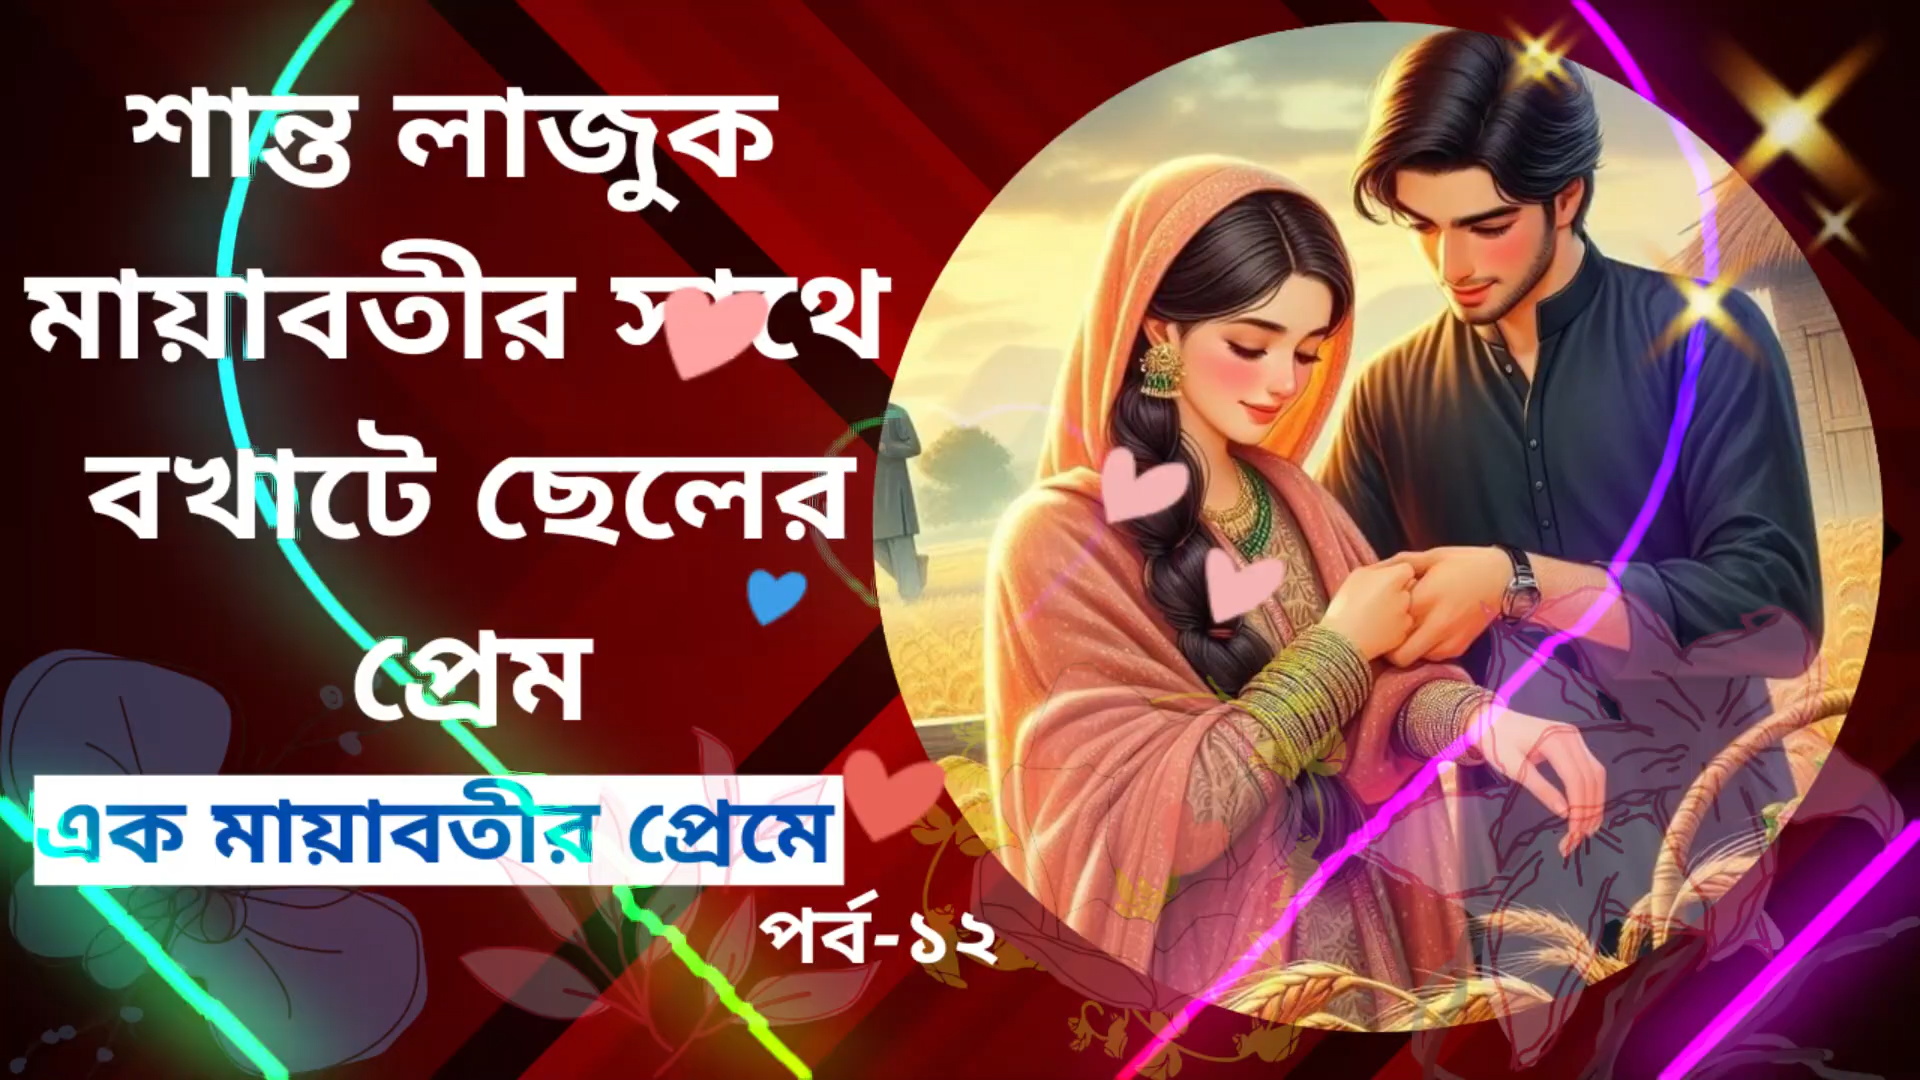 শান্ত লাজুক
মায়াবতীর সাথে
বখাটে ছেলের
প্রেম
এক মায়াবতীর প্রেমে
পর্ব-১২